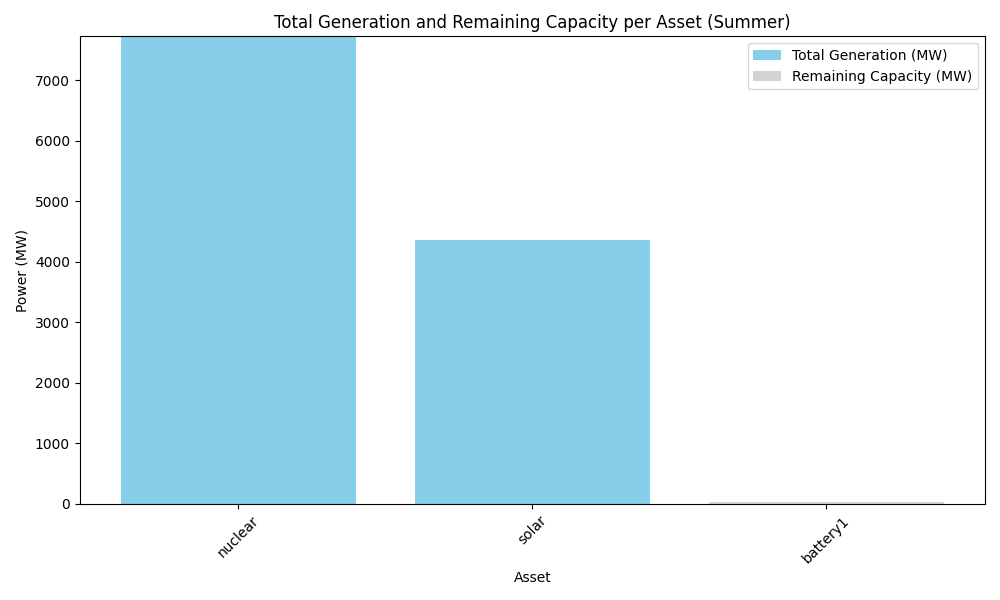 Total Generation and Remaining Capacity per Asset (Summer)
Total Generation (MW)
Remaining Capacity (MW)
Power (MW)
7000
6000
5000
4000
3000
2000
1000
0
nuclear
solar
battery1
Asset